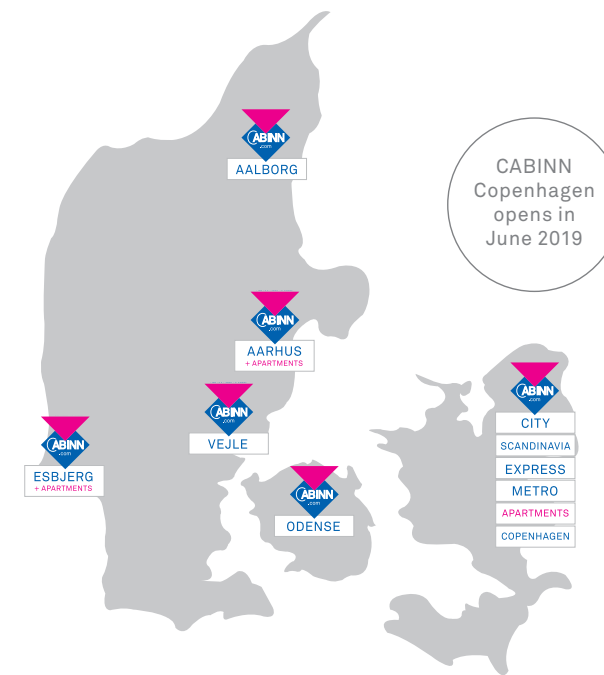 CABINN
.com
AALBORG
CABINN
Copenhagen
opens in
June 2019
CABINN
.com
AARHUS
+ APARTMENTS
CABINN
.com
VEJLE
CABINN
.com
ESBJERG
+ APARTMENTS
CABINN
.com
ODENSE
CABINN
.com
CITY
SCANDINAVIA
EXPRESS
METRO
APARTMENTS
COPENHAGEN